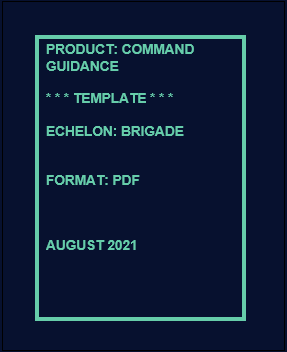 PRODUCT: COMMAND
GUIDANCE
* * * TEMPLATE * * *
ECHELON: BRIGADE
FORMAT: PDF
AUGUST 2021